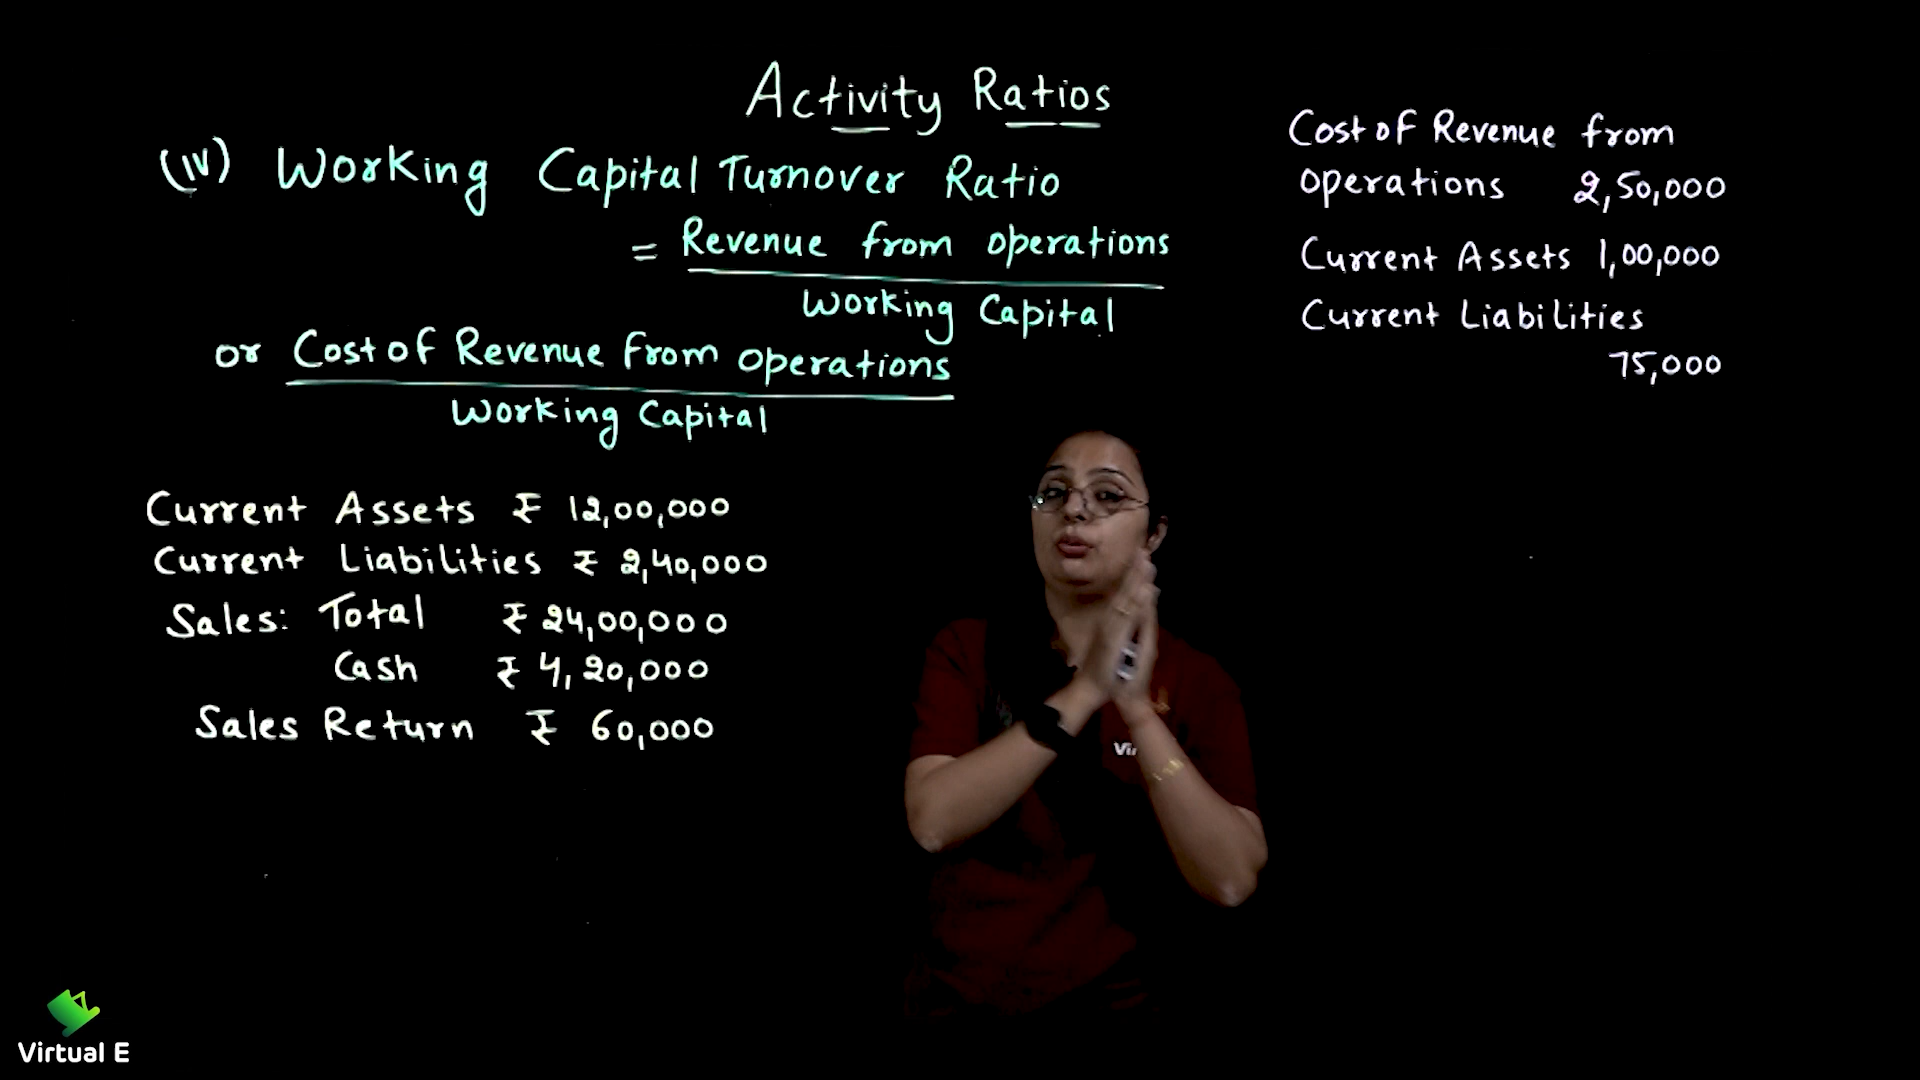 Activity Ratios
(iv) Working Capital Turnover Ratio
= Revenue from operations
Working Capital
or Cost of Revenue from operations
Working Capital
Current Assets ₹ 12,00,000
Current Liabilities ₹ 2,40,000
Sales: Total ₹ 24,00,000
Cash ₹ 4,20,000
Sales Return ₹ 60,000
Cost of Revenue from
operations 2,50,000
Current Assets 1,00,000
Current Liabilities
75,000
Vi
Virtual E